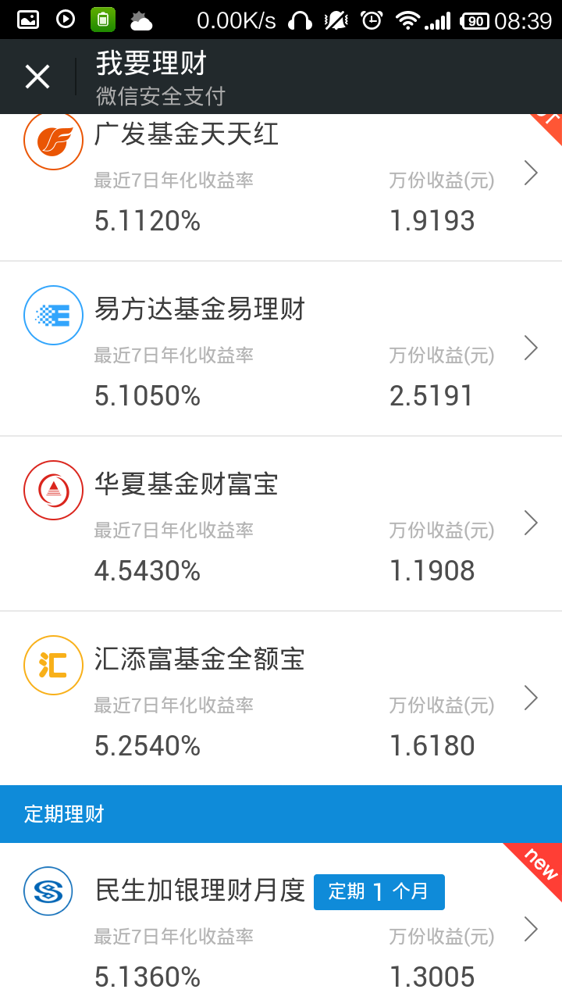 0.00K/s 90 08:39
我要理财
微信安全支付
广发基金天天红
最近7日年化收益率 万份收益(元)
5.1120% 1.9193
易方达基金易理财
最近7日年化收益率 万份收益(元)
5.1050% 2.5191
华夏基金财富宝
最近7日年化收益率 万份收益(元)
4.5430% 1.1908
汇
汇添富基金全额宝
最近7日年化收益率 万份收益(元)
5.2540% 1.6180
定期理财
new
民生加银理财月度 定期 1 个月
最近7日年化收益率 万份收益(元)
5.1360% 1.3005